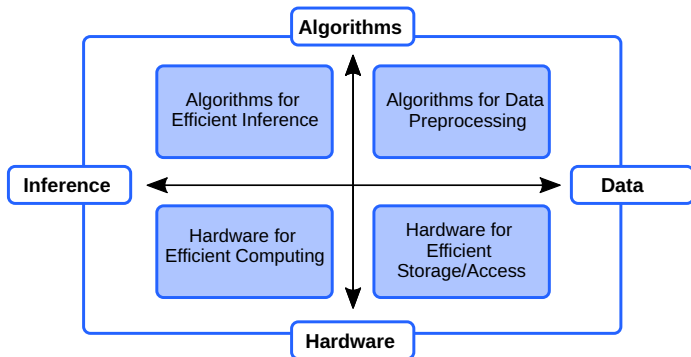 Algorithms
Algorithms for
Efficient Inference
Algorithms for Data
Preprocessing
Inference
Data
Hardware for
Efficient Computing
Hardware for
Efficient
Storage/Access
Hardware